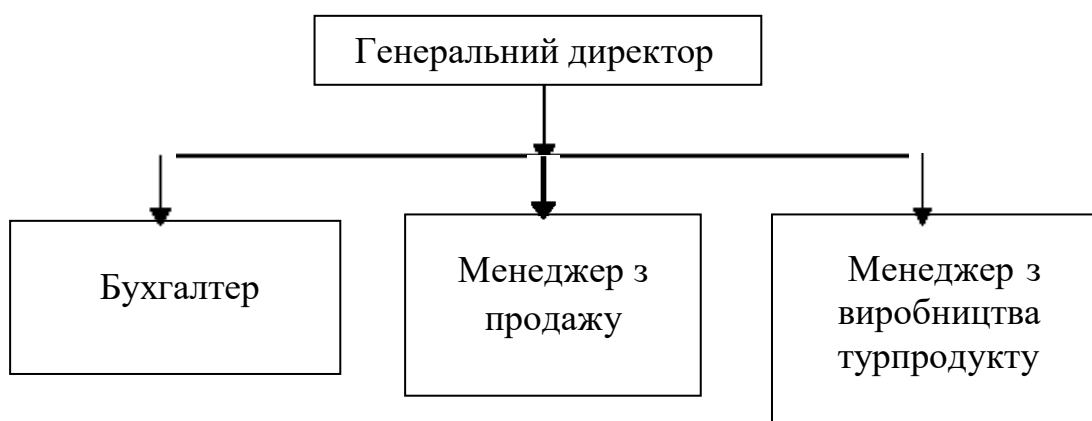 Генеральний директор
Бухгалтер
Менеджер з
продажу
Менеджер з
виробництва
турпродукту